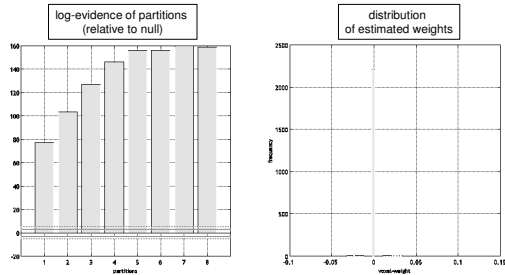 log-evidence of partitions
(relative to null)
distribution
of estimated weights
160
140
120
100
80
60
40
20
0
-20
1 2 3 4 5 6 7 8
partitions
2500
2000
1500
1000
500
0
frequency
-0.1 -0.05 0 0.05 0.1 0.15
voxel-weight